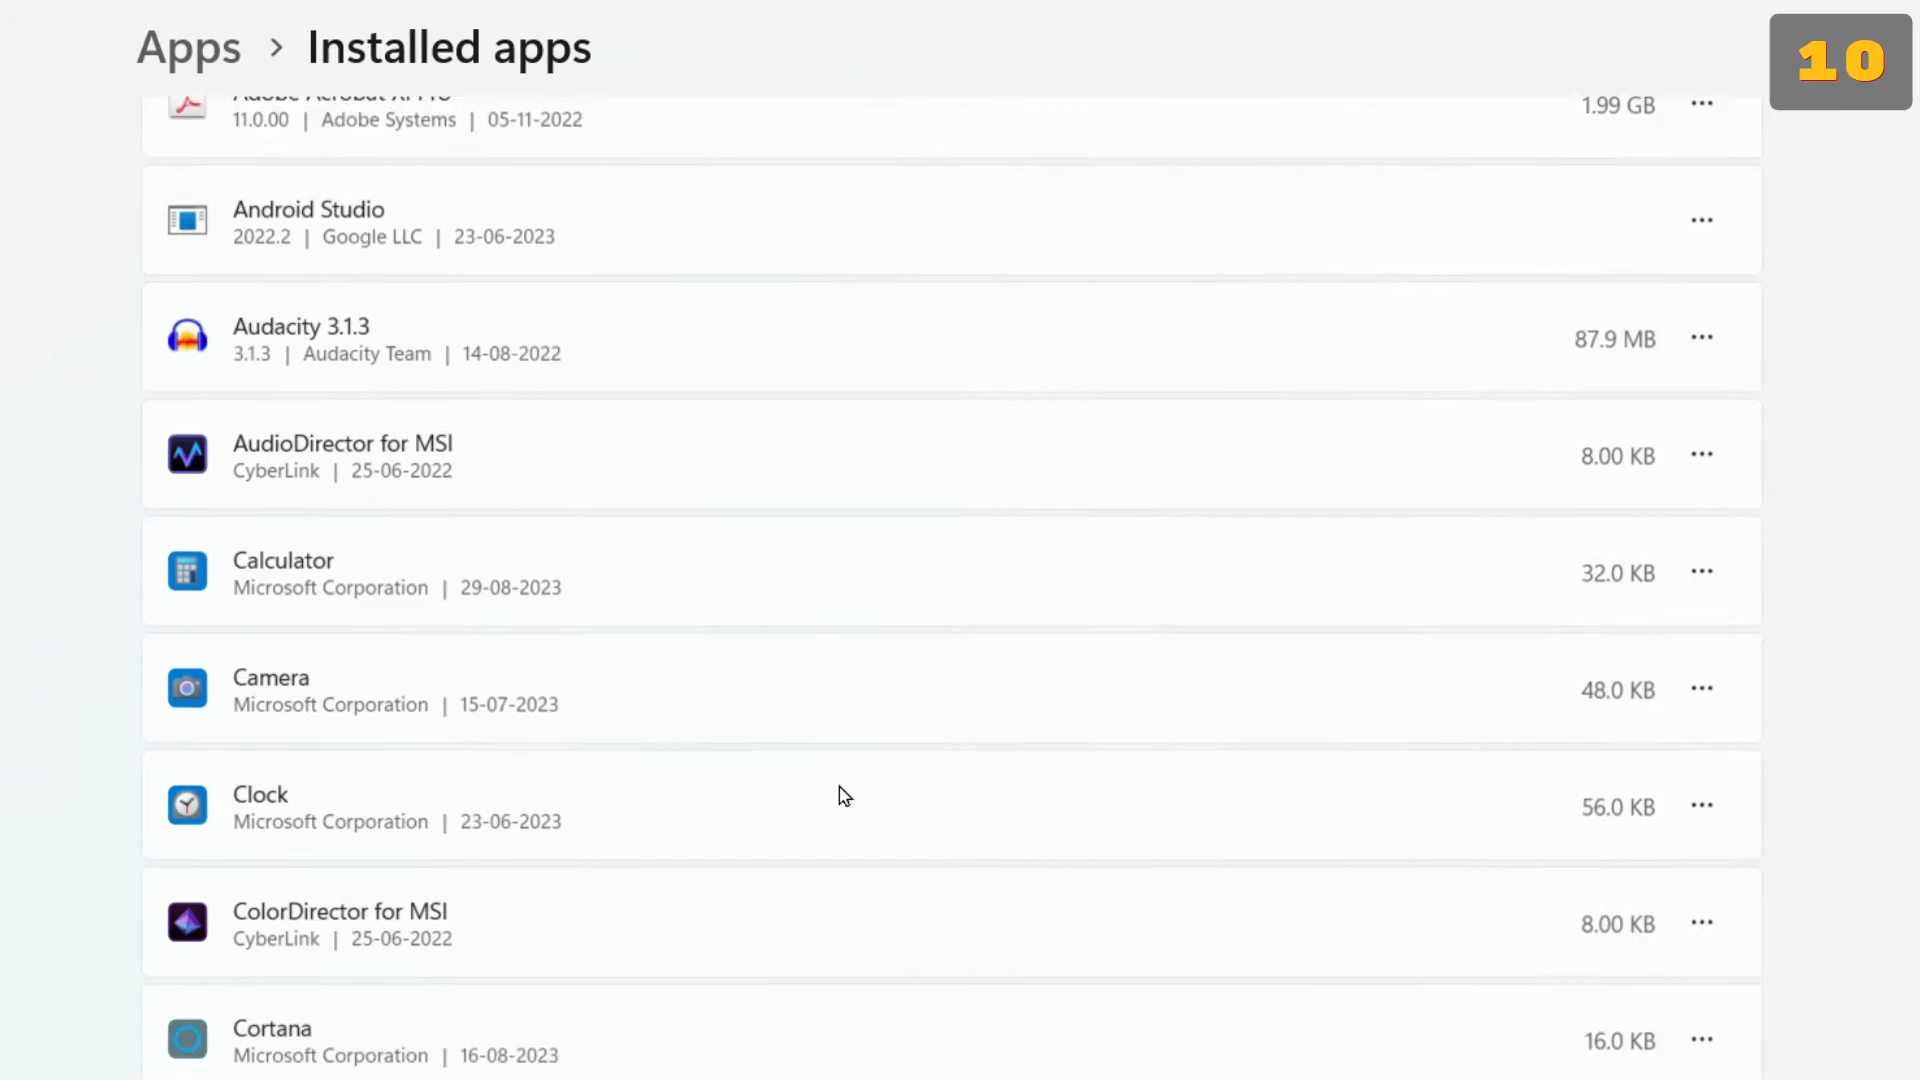 Apps > Installed apps
10
Adobe Acrobat XI Pro
11.0.00 | Adobe Systems | 05-11-2022
1.99 GB
Android Studio
2022.2 | Google LLC | 23-06-2023
Audacity 3.1.3
3.1.3 | Audacity Team | 14-08-2022
87.9 MB
AudioDirector for MSI
CyberLink | 25-06-2022
8.00 KB
Calculator
Microsoft Corporation | 29-08-2023
32.0 KB
Camera
Microsoft Corporation | 15-07-2023
48.0 KB
Clock
Microsoft Corporation | 23-06-2023
56.0 KB
ColorDirector for MSI
CyberLink | 25-06-2022
8.00 KB
Cortana
Microsoft Corporation | 16-08-2023
16.0 KB